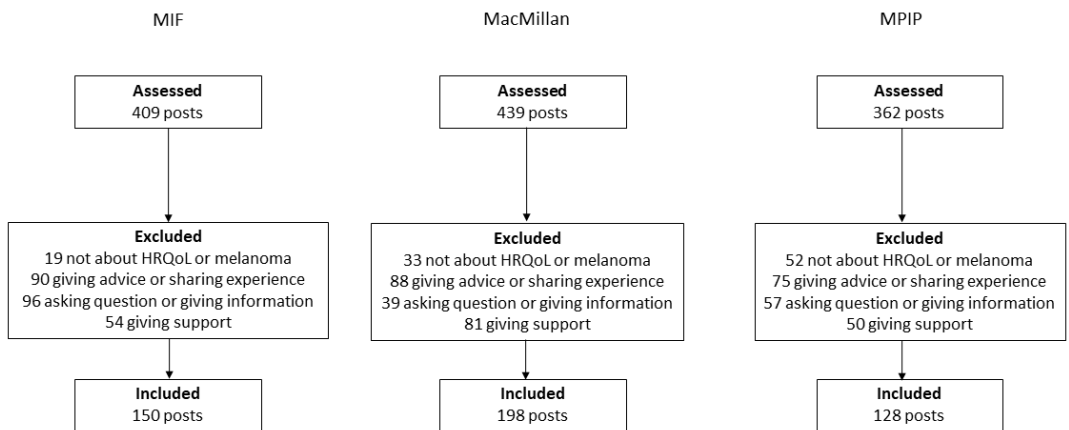 MIF
Assessed
409 posts
Excluded
19 not about HRQoL or melanoma
90 giving advice or sharing experience
96 asking question or giving information
54 giving support
Included
150 posts
MacMillan
Assessed
439 posts
Excluded
33 not about HRQoL or melanoma
88 giving advice or sharing experience
39 asking question or giving information
81 giving support
Included
198 posts
MPIP
Assessed
362 posts
Excluded
52 not about HRQoL or melanoma
75 giving advice or sharing experience
57 asking question or giving information
50 giving support
Included
128 posts